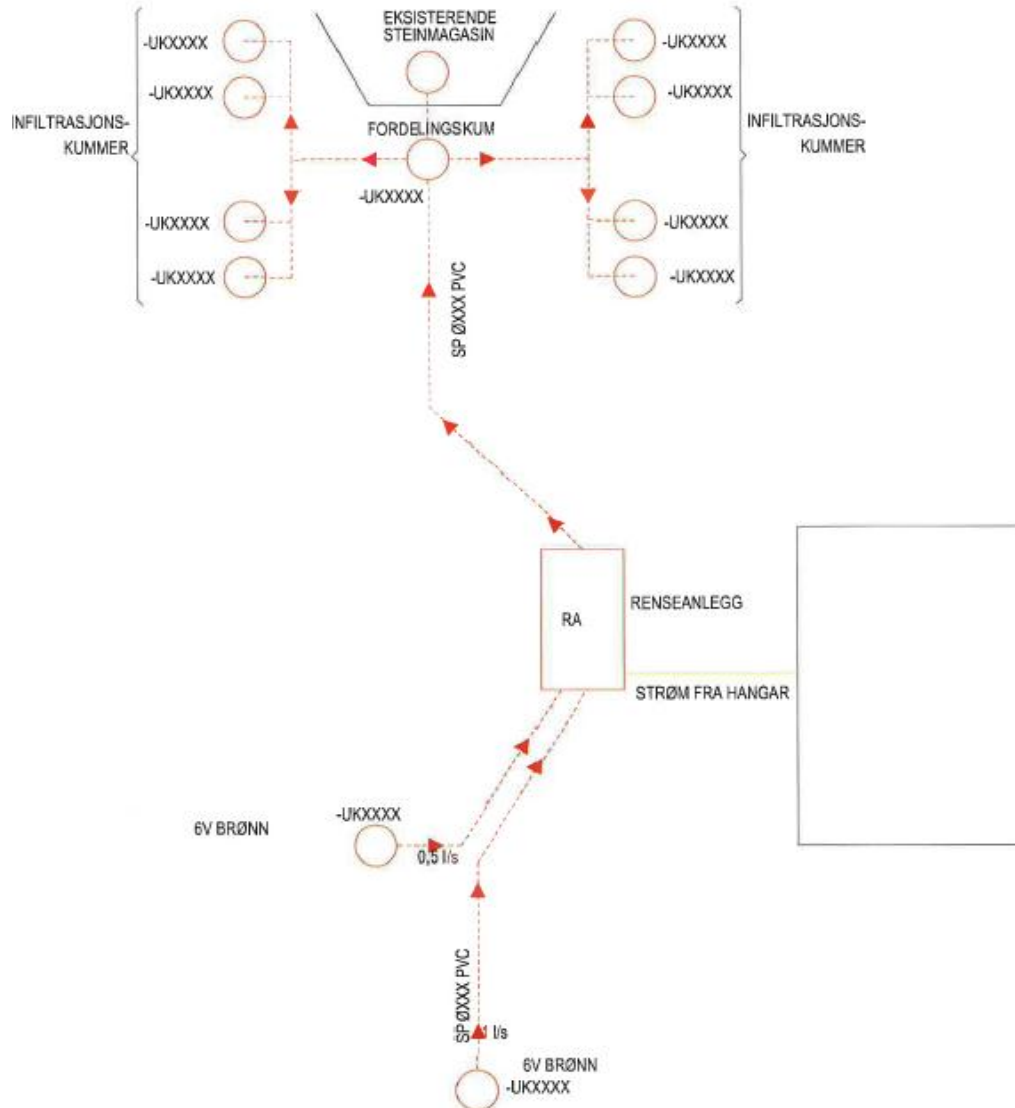 EKSISTERENDE
STEINMAGASIN
-UKXXXX
-UKXXXX
-UKXXXX
-UKXXXX
INFILTRASJONS-
KUMMER
FORDELINGSKUM
-UKXXXX
INFILTRASJONS-
KUMMER
-UKXXXX
-UKXXXX
-UKXXXX
-UKXXXX
SP ØXXX PVC
RA
RENSEANLEGG
STRØM FRA HANGAR
6V BRØNN
-UKXXXX
0,5 l/s
SP ØXXX PVC
1 l/s
6V BRØNN
-UKXXXX